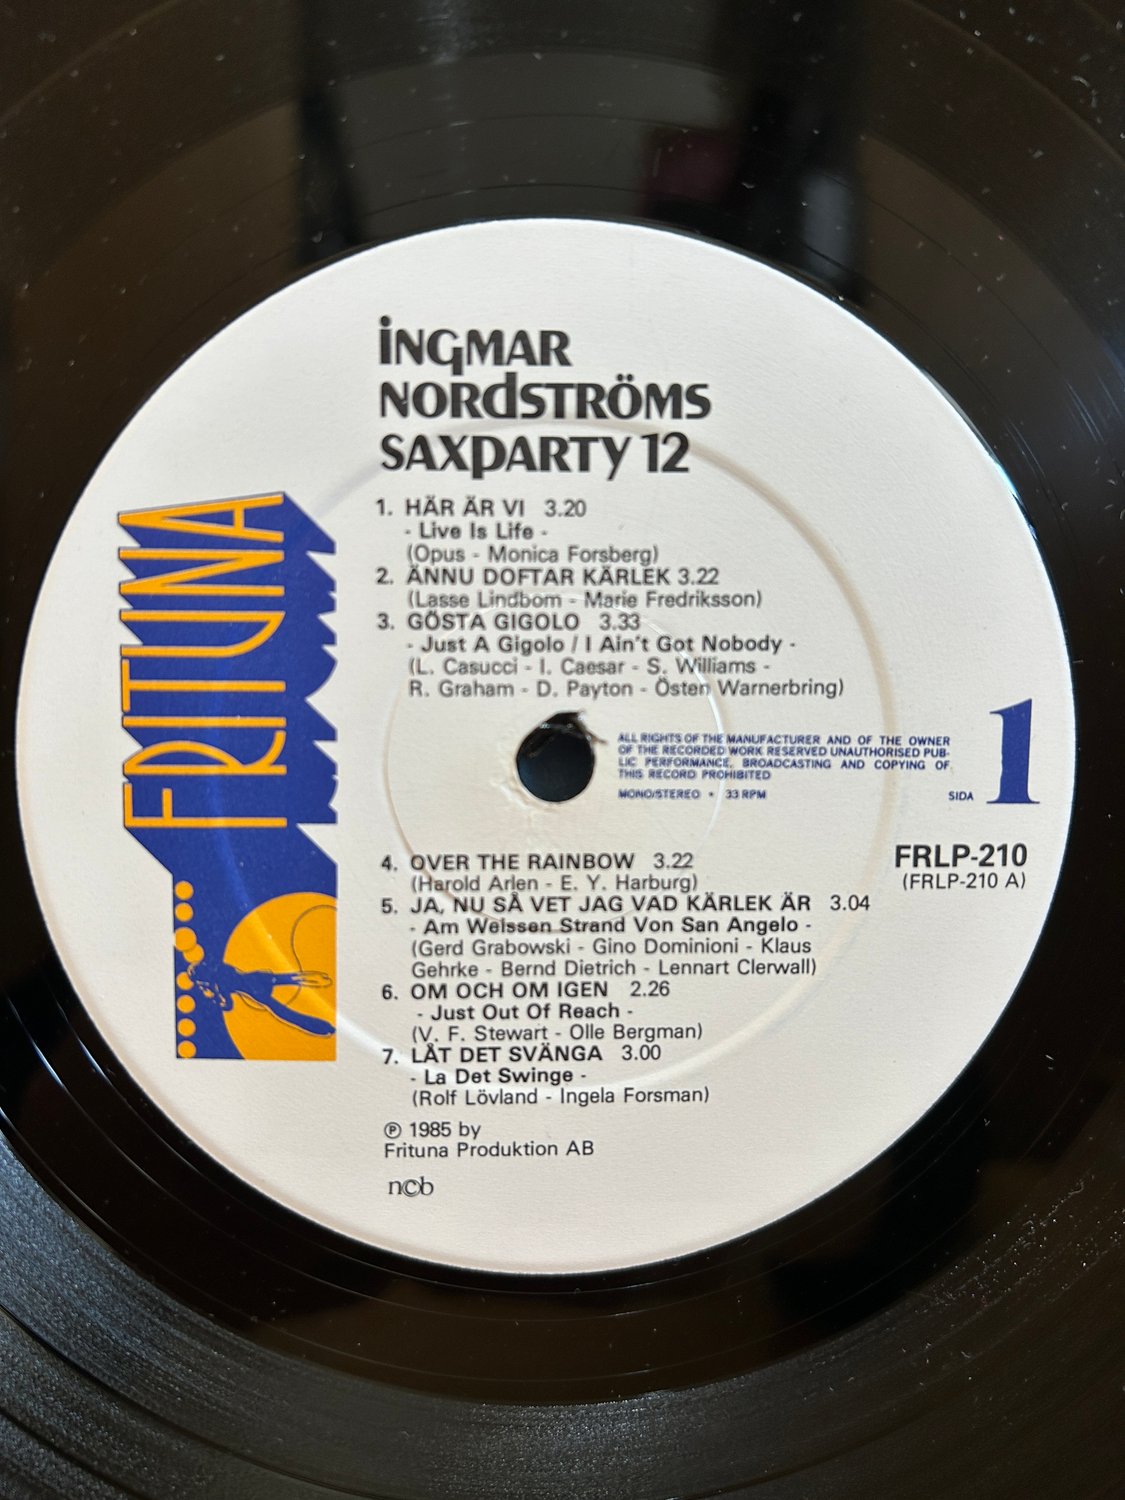 INGMAR
NORDSTRÖMS
SAXPARTY 12
FRITUNA
1. HÄR ÄR VI 3.20
- Live Is Life -
(Opus - Monica Forsberg)
2. ÄNNU DOFTAR KÄRLEK 3.22
(Lasse Lindbom - Marie Fredriksson)
3. GÖSTA GIGOLO 3.33
- Just A Gigolo / I Ain't Got Nobody -
(L. Casucci - I. Caesar - S. Williams -
R. Graham - D. Payton - Östen Warnerbring)
ALL RIGHTS OF THE MANUFACTURER AND OF THE OWNER
OF THE RECORDED WORK RESERVED UNAUTHORISED PUB-
LIC PERFORMANCE, BROADCASTING AND COPYING OF
THIS RECORD PROHIBITED
MONO/STEREO • 33 RPM
SIDA 1
4. OVER THE RAINBOW 3.22
(Harold Arlen - E. Y. Harburg)
FRLP-210
(FRLP-210 A)
5. JA, NU SÅ VET JAG VAD KÄRLEK ÄR 3.04
- Am Weissen Strand Von San Angelo -
(Gerd Grabowski - Gino Dominioni - Klaus
Gehrke - Bernd Dietrich - Lennart Clerwall)
6. OM OCH OM IGEN 2.26
- Just Out Of Reach -
(V. F. Stewart - Olle Bergman)
7. LÅT DET SVÄNGA 3.00
- La Det Swinge -
(Rolf Lövland - Ingela Forsman)
℗ 1985 by
Frituna Produktion AB
ncb